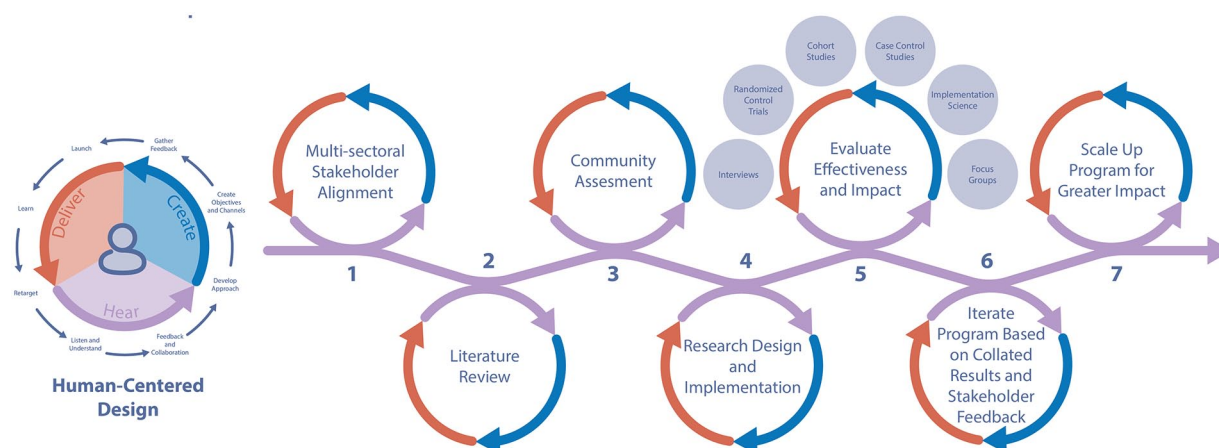 Gather
Feedback
Launch
Learn
Retarget
Listen and
Understand
Feedback
and
Collaboration
Develop
Approach
Create
Objectives
and Channels
Deliver
Create
Hear
Human-Centered
Design
Multi-sectoral
Stakeholder
Alignment
1
2
Literature
Review
Community
Assesment
3
4
Research Design
and
Implementation
Interviews
Randomized
Control
Trials
Cohort
Studies
Case Control
Studies
Implementation
Science
Focus
Groups
Evaluate
Effectiveness
and Impact
5
6
Iterate
Program Based
on Collated
Results and
Stakeholder
Feedback
Scale Up
Program for
Greater Impact
7